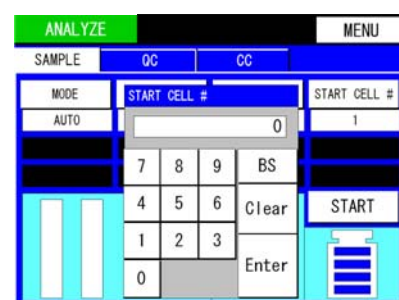 ANALYZE MENU
SAMPLE QC CC
MODE START CELL # START CELL #
AUTO 0 1
7 8 9 BS
4 5 6 Clear START
1 2 3
0 Enter